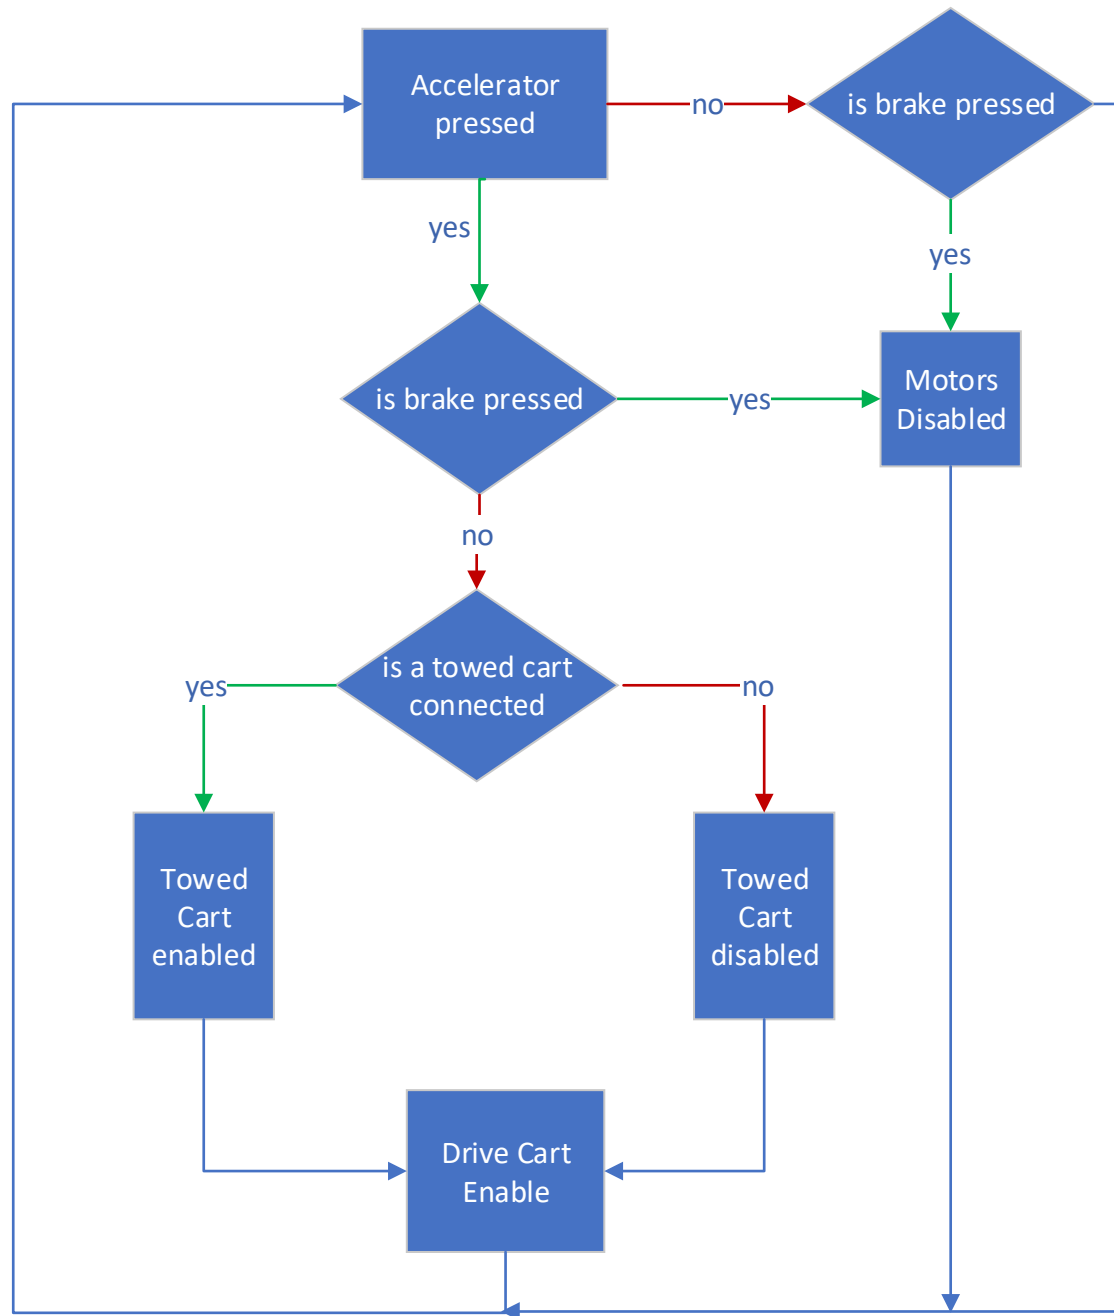 Accelerator
pressed
no
is brake pressed
yes
yes
is brake pressed
yes
Motors
Disabled
no
is a towed cart
connected
yes
no
Towed
Cart
enabled
Towed
Cart
disabled
Drive Cart
Enable